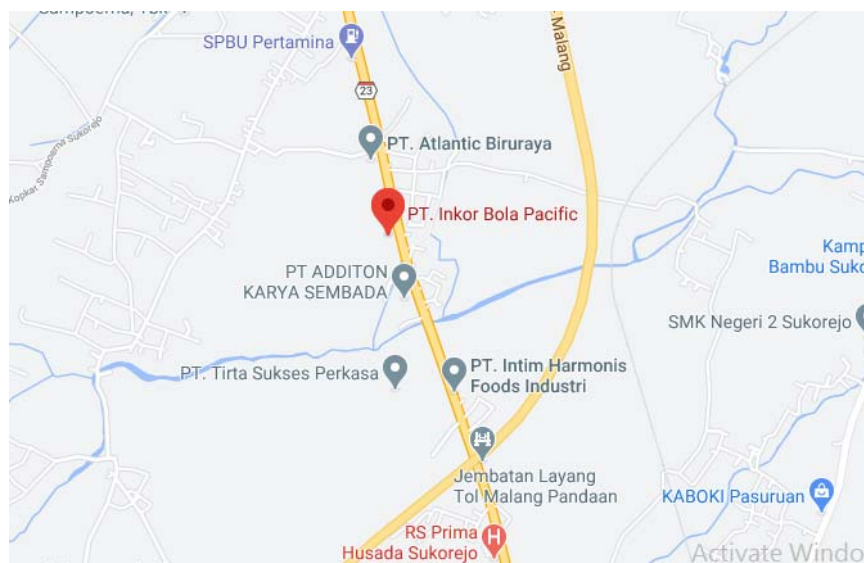 SPBU Pertamina
Malang
23
PT. Atlantic Biruraya
Kopkar Sampoerna Sukorejo
PT. Inkor Bola Pacific
Kamp
Bambu Suko
PT ADDITON
KARYA SEMBADA
SMK Negeri 2 Sukorejo
PT. Tirta Sukses Perkasa
PT. Intim Harmonis
Foods Industri
Jembatan Layang
Tol Malang Pandaan
KABOKI Pasuruan
RS Prima
Husada Sukorejo
H
Activate Windo